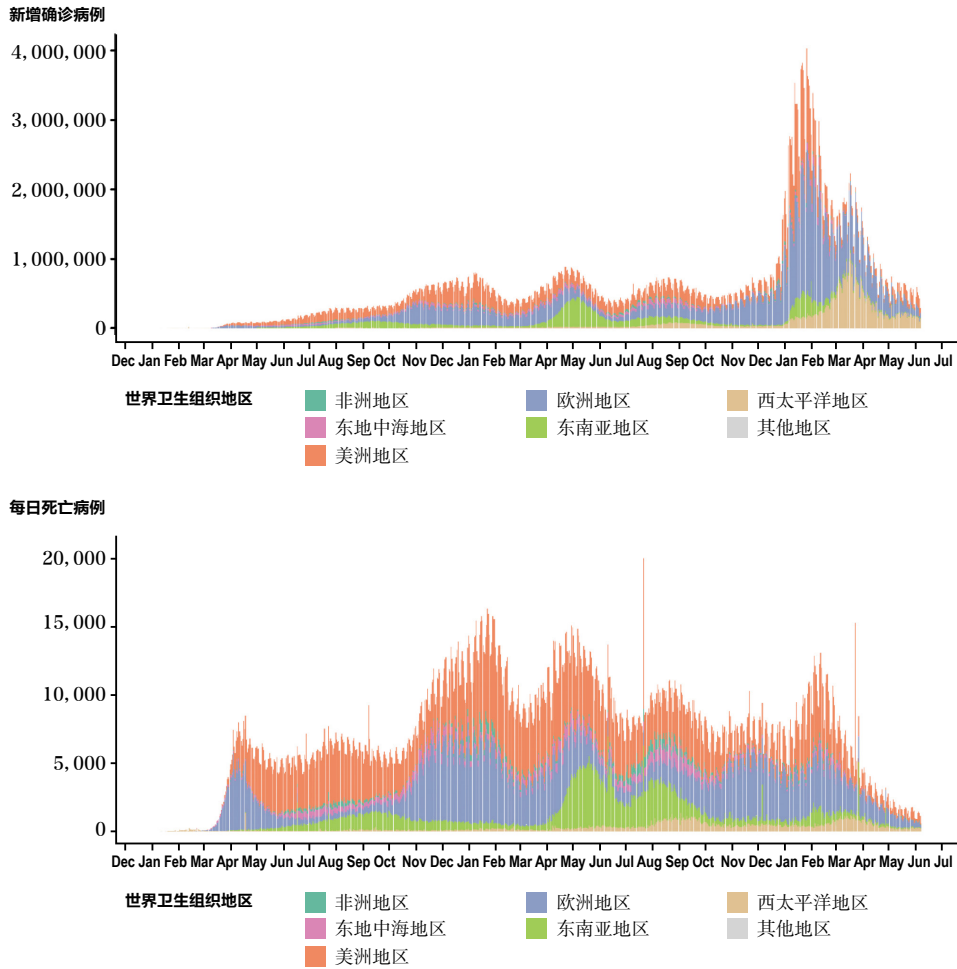 新增确诊病例
4,000,000
3,000,000
2,000,000
1,000,000
0
Dec Jan Feb Mar Apr May Jun Jul Aug Sep Oct Nov Dec Jan Feb Mar Apr May Jun Jul Aug Sep Oct Nov Dec Jan Feb Mar Apr May Jun Jul
世界卫生组织地区 非洲地区 欧洲地区 西太平洋地区
东地中海地区 东南亚地区 其他地区
美洲地区
每日死亡病例
20,000
15,000
10,000
5,000
0
Dec Jan Feb Mar Apr May Jun Jul Aug Sep Oct Nov Dec Jan Feb Mar Apr May Jun Jul Aug Sep Oct Nov Dec Jan Feb Mar Apr May Jun Jul
世界卫生组织地区 非洲地区 欧洲地区 西太平洋地区
东地中海地区 东南亚地区 其他地区
美洲地区